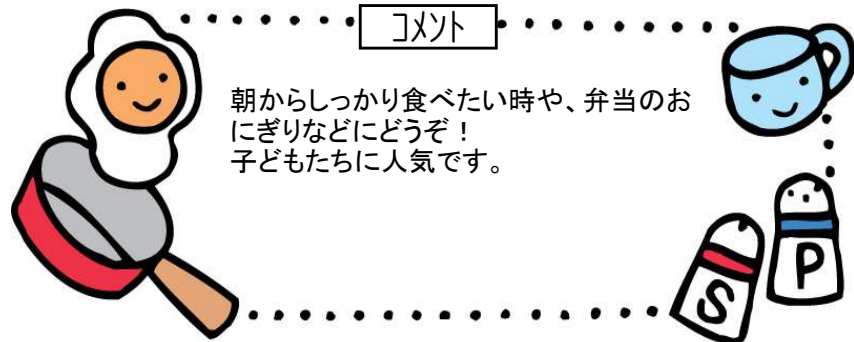 コメント
朝からしっかり食べたい時や、弁当のお
にぎりなどにどうぞ！
子どもたちに人気です。
S
P